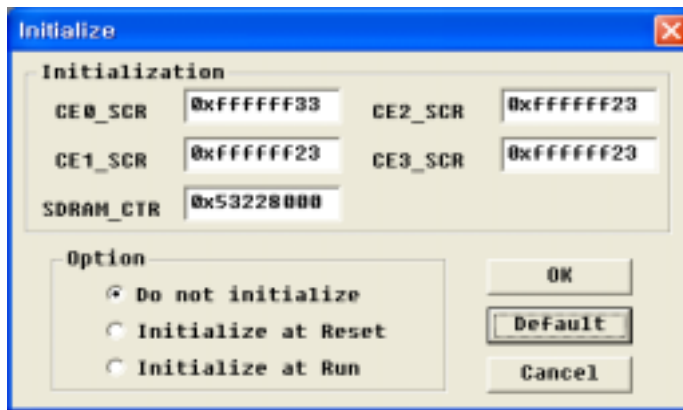 Initialize
Initialization
CE0_SCR 0xffffff33 CE2_SCR 0xffffff23
CE1_SCR 0xffffff23 CE3_SCR 0xffffff23
SDRAM_CTR 0x53228000
Option
Do not initialize
Initialize at Reset
Initialize at Run
OK
Default
Cancel